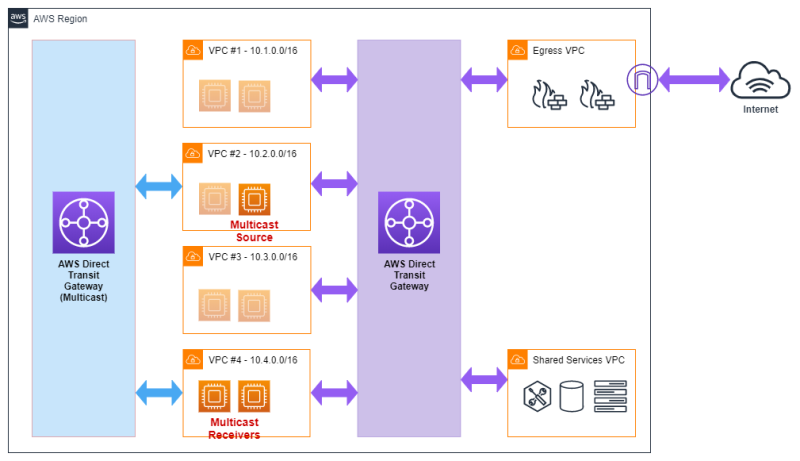 aws
AWS Region
VPC #1 - 10.1.0.0/16
Egress VPC
Internet
VPC #2 - 10.2.0.0/16
Multicast
Source
AWS Direct
Transit
Gateway
(Multicast)
AWS Direct
Transit
Gateway
VPC #3 - 10.3.0.0/16
VPC #4 - 10.4.0.0/16
Multicast
Receivers
Shared Services VPC